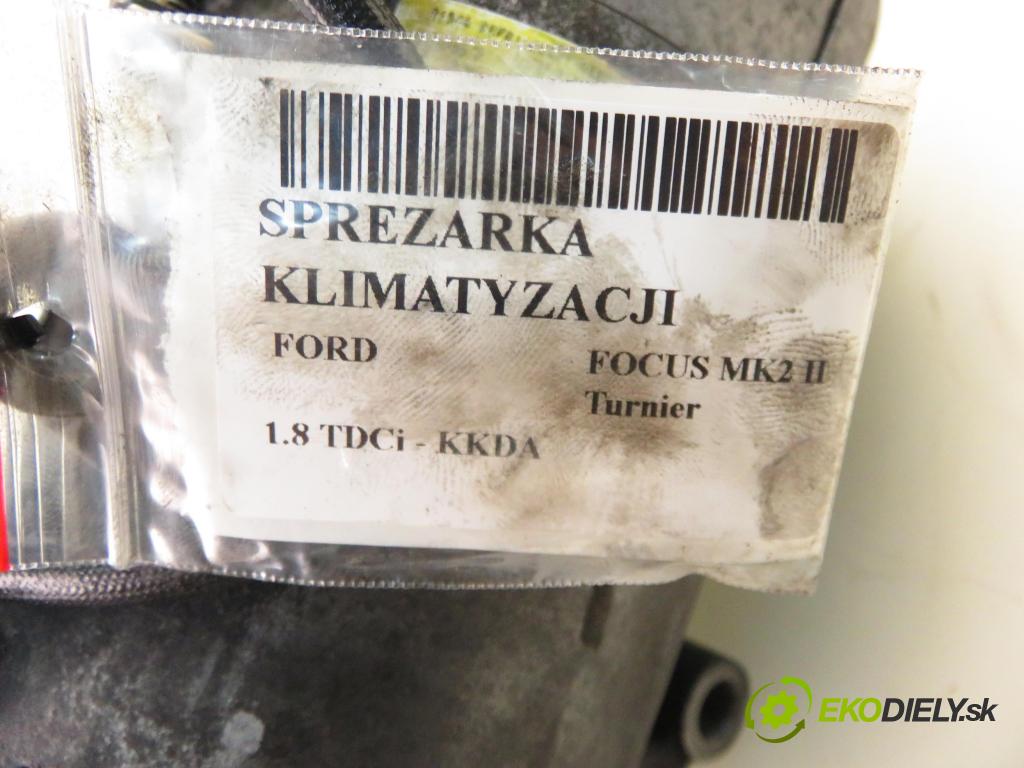 SPREZARKA
KLIMATYZACJI
FORD
FOCUS MK2 II
Turnier
1.8 TDCi - KKDA
EKODIELY.sk